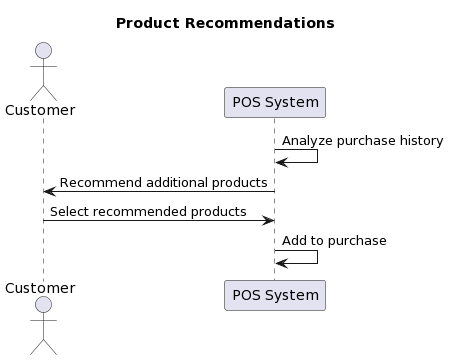 Product Recommendations
Customer
POS System
Analyze purchase history
Recommend additional products
Select recommended products
Add to purchase
Customer
POS System